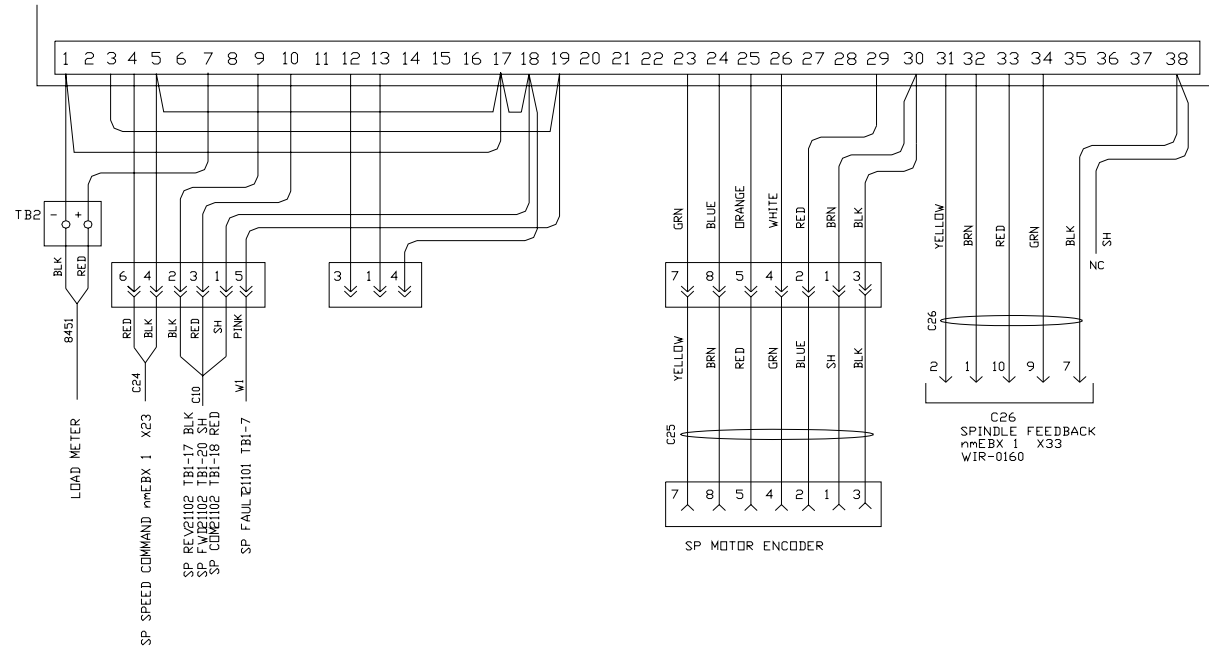 1 2 3 4 5 6 7 8 9 10 11 12 13 14 15 16 17 18 19 20 21 22 23 24 25 26 27 28 29 30 31 32 33 34 35 36 37 38
TB2
- +
BLK
RED
8451
LOAD METER
6 4 2 3 1 5
RED
BLK
BLK
RED
SH
PINK
C24
C10
W1
SP SPEED COMMAND nmEBX 1 X23
SP REV21102 TB1-17 BLK
SP FWD21102 TB1-20 SH
SP COM21102 TB1-18 RED
SP FAULT21101 TB1-7
3 1 4
GRN
BLUE
ORANGE
WHITE
RED
BRN
BLK
7 8 5 4 2 1 3
YELLOW
BRN
RED
GRN
BLUE
SH
BLK
C25
7 8 5 4 2 1 3
SP MOTOR ENCODER
YELLOW
BRN
RED
GRN
BLK
SH
NC
C26
2 1 10 9 7
C26
SPINDLE FEEDBACK
nmEBX 1 X33
WIR-0160